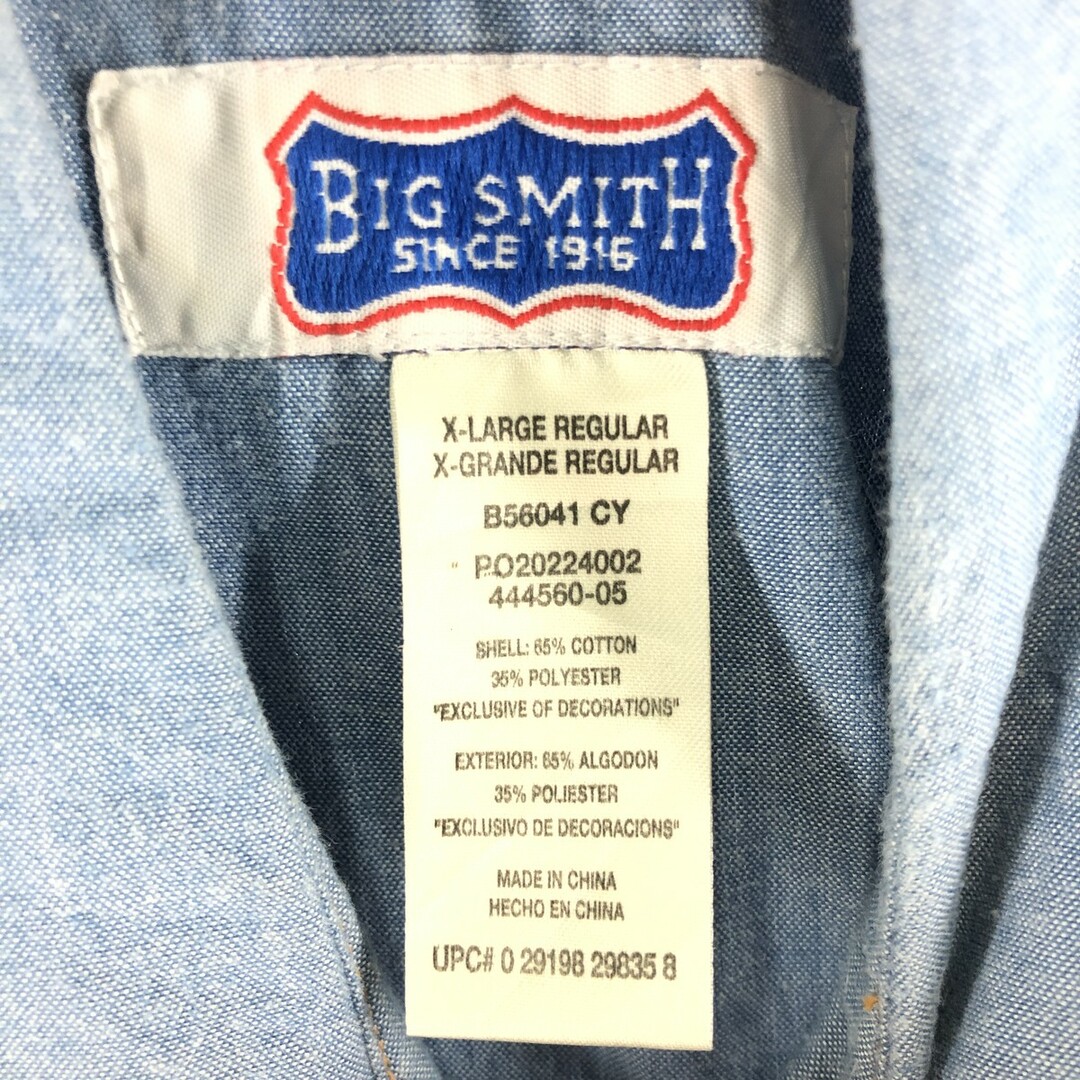 BIG SMITH
SINCE 1916
X-LARGE REGULAR
X-GRANDE REGULAR
B56041 CY
P.O20224002
444560-05
SHELL: 65% COTTON
35% POLYESTER
"EXCLUSIVE OF DECORATIONS"
EXTERIOR: 65% ALGODON
35% POLIESTER
"EXCLUSIVO DE DECORACIONS"
MADE IN CHINA
HECHO EN CHINA
UPC# 0 29198 29835 8